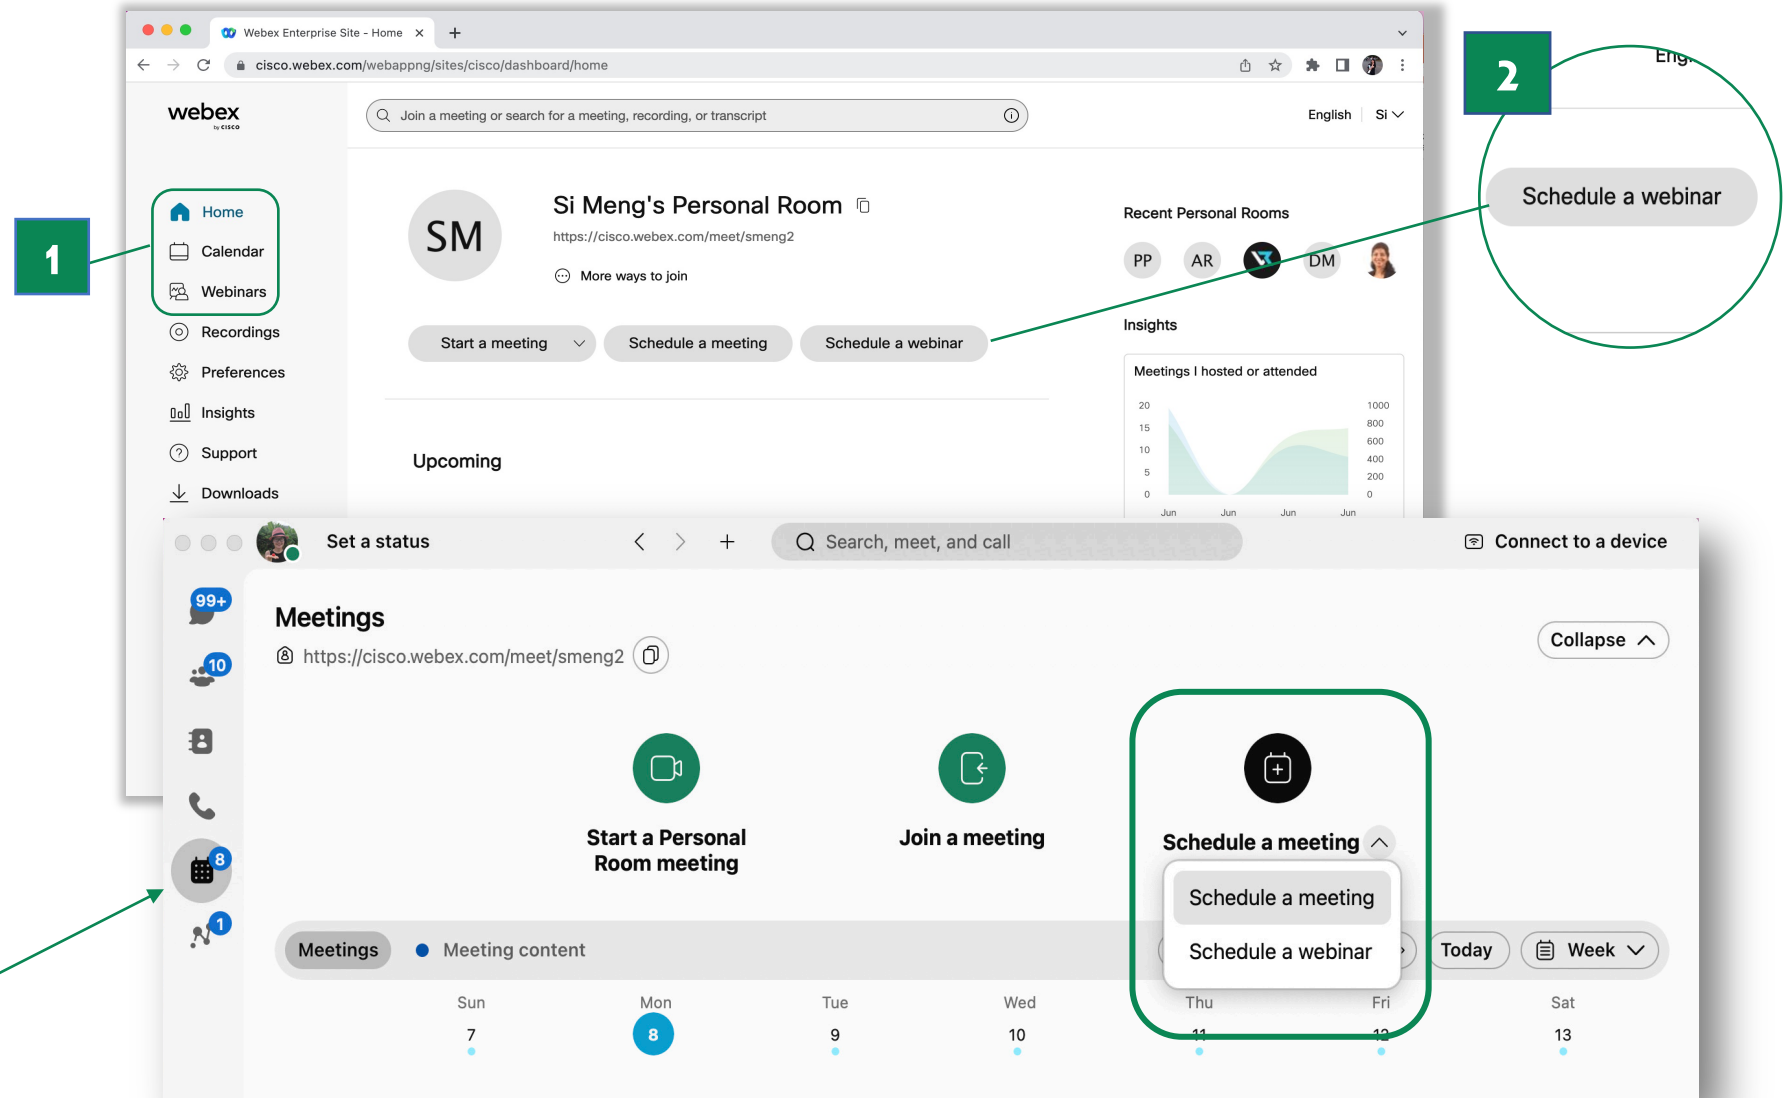 Webex Enterprise Site - Home
cisco.webex.com/webappng/sites/cisco/dashboard/home
webex
by CISCO
Join a meeting or search for a meeting, recording, or transcript
English
Si
1
Home
Calendar
Webinars
Recordings
Preferences
Insights
Support
Downloads
SM
Si Meng's Personal Room
https://cisco.webex.com/meet/smeng2
More ways to join
Start a meeting
Schedule a meeting
Schedule a webinar
Upcoming
Recent Personal Rooms
PP
AR
DM
Insights
Meetings I hosted or attended
20
15
10
5
0
1000
800
600
400
200
0
Jun Jun Jun Jun
2
Schedule a webinar
Set a status
Search, meet, and call
Connect to a device
99+
10
8
1
Meetings
https://cisco.webex.com/meet/smeng2
Collapse
Start a Personal
Room meeting
Join a meeting
Schedule a meeting
Schedule a meeting
Schedule a webinar
Meetings
Meeting content
Today
Week
Sun Mon Tue Wed Thu Fri Sat
7 8 9 10 11 12 13